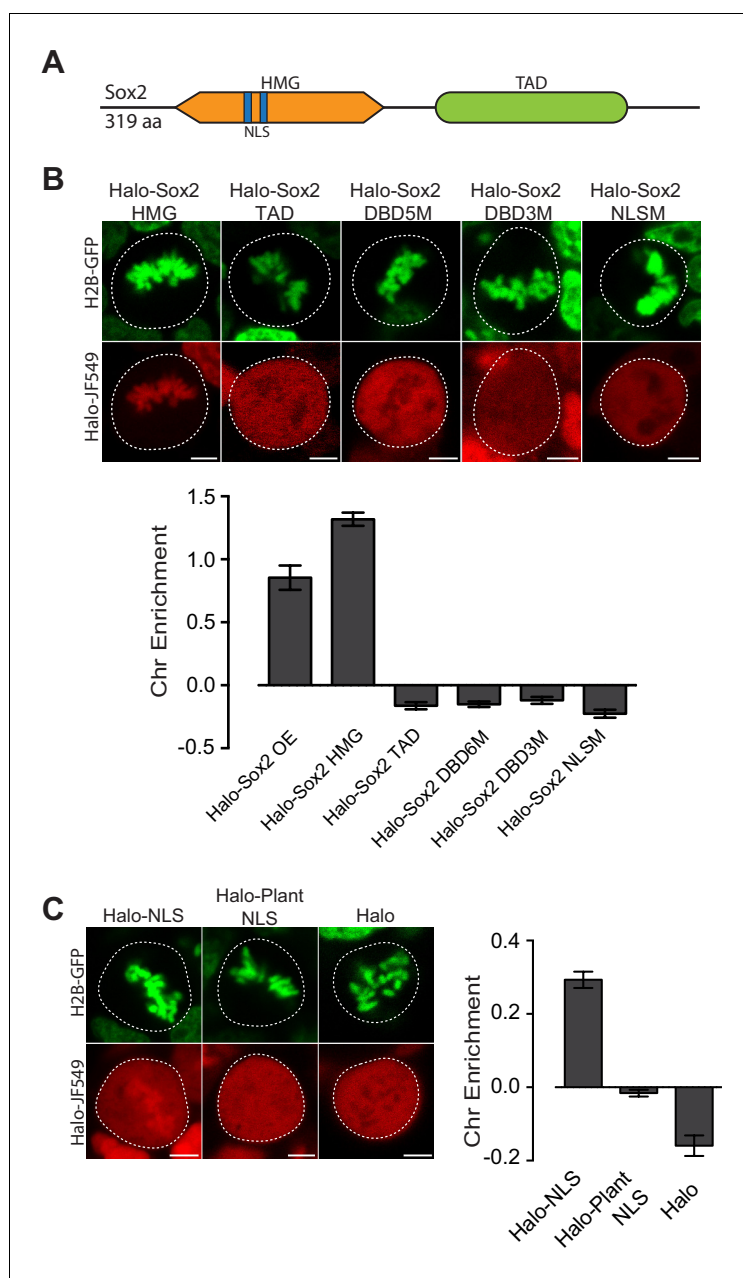 A
Sox2
319 aa
HMG
NLS
TAD
B
Halo-Sox2 HMG
Halo-Sox2 TAD
Halo-Sox2 DBD5M
Halo-Sox2 DBD3M
Halo-Sox2 NLSM
H2B-GFP
Halo-JF549
Chr Enrichment
1.5
1.0
0.5
0.0
-0.5
Halo-Sox2 OE
Halo-Sox2 HMG
Halo-Sox2 TAD
Halo-Sox2 DBD6M
Halo-Sox2 DBD3M
Halo-Sox2 NLSM
C
Halo-NLS
Halo-Plant
NLS
Halo
H2B-GFP
Halo-JF549
Chr Enrichment
0.4
0.2
0.0
-0.2
Halo-NLS
Halo-Plant
NLS
Halo